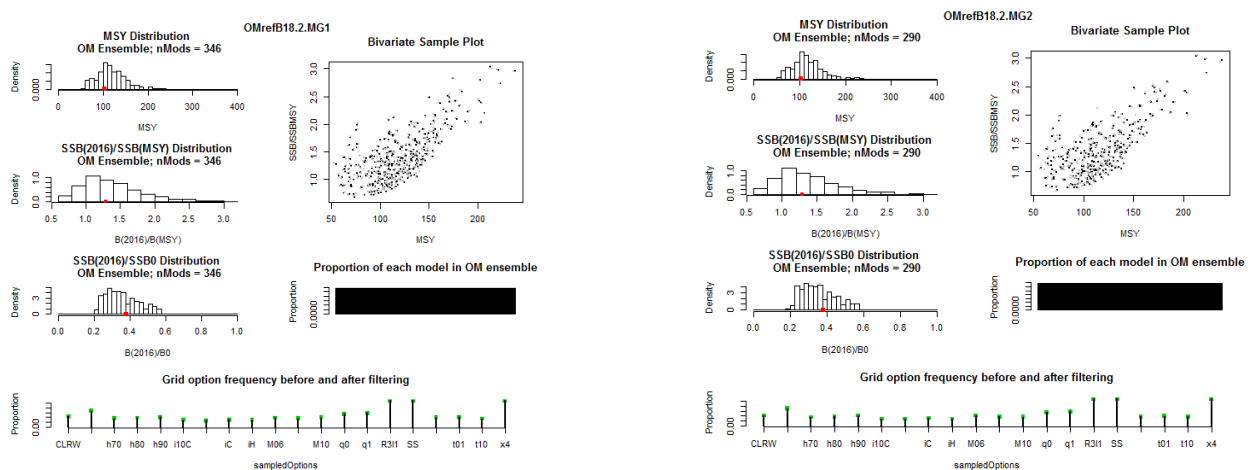 OMrefB18.2.MG1
MSY Distribution
OM Ensemble; nMods = 346
Density
0.000
0 100 200 300 400
MSY
Bivariate Sample Plot
SSB/SSBMSY
3.0
2.5
2.0
1.5
1.0
50 100 150 200
MSY
SSB(2016)/SSB(MSY) Distribution
OM Ensemble; nMods = 346
Density
1.0
0.0
0.5 1.0 1.5 2.0 2.5 3.0
B(2016)/B(MSY)
SSB(2016)/SSB0 Distribution
OM Ensemble; nMods = 346
Density
3
0
0.0 0.2 0.4 0.6 0.8 1.0
B(2016)/B0
Proportion of each model in OM ensemble
Proportion
0.0000
Grid option frequency before and after filtering
Proportion
0.00
CLRW h70 h80 h90 i10C iC iH M06 M10 q0 q1 R3I1 SS t01 t10 x4
sampledOptions
OMrefB18.2.MG2
MSY Distribution
OM Ensemble; nMods = 290
Density
0.000
0 100 200 300 400
MSY
Bivariate Sample Plot
SSB/SSBMSY
3.0
2.5
2.0
1.5
1.0
50 100 150 200
MSY
SSB(2016)/SSB(MSY) Distribution
OM Ensemble; nMods = 290
Density
1.0
0.0
0.5 1.0 1.5 2.0 2.5 3.0
B(2016)/B(MSY)
SSB(2016)/SSB0 Distribution
OM Ensemble; nMods = 290
Density
3
0
0.0 0.2 0.4 0.6 0.8 1.0
B(2016)/B0
Proportion of each model in OM ensemble
Proportion
0.0000
Grid option frequency before and after filtering
Proportion
0.00
CLRW h70 h80 h90 i10C iC iH M06 M10 q0 q1 R3I1 SS t01 t10 x4
sampledOptions